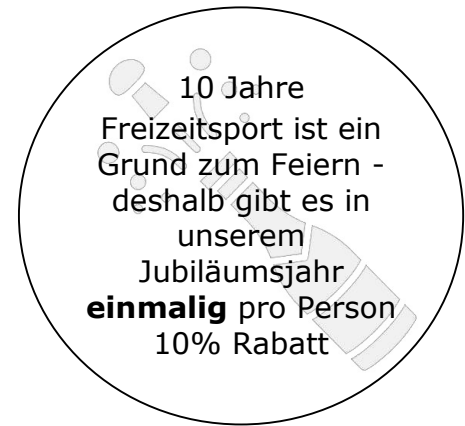 10 Jahre
Freizeitsport ist ein
Grund zum Feiern -
deshalb gibt es in
unserem
Jubiläumsjahr
einmalig pro Person
10% Rabatt